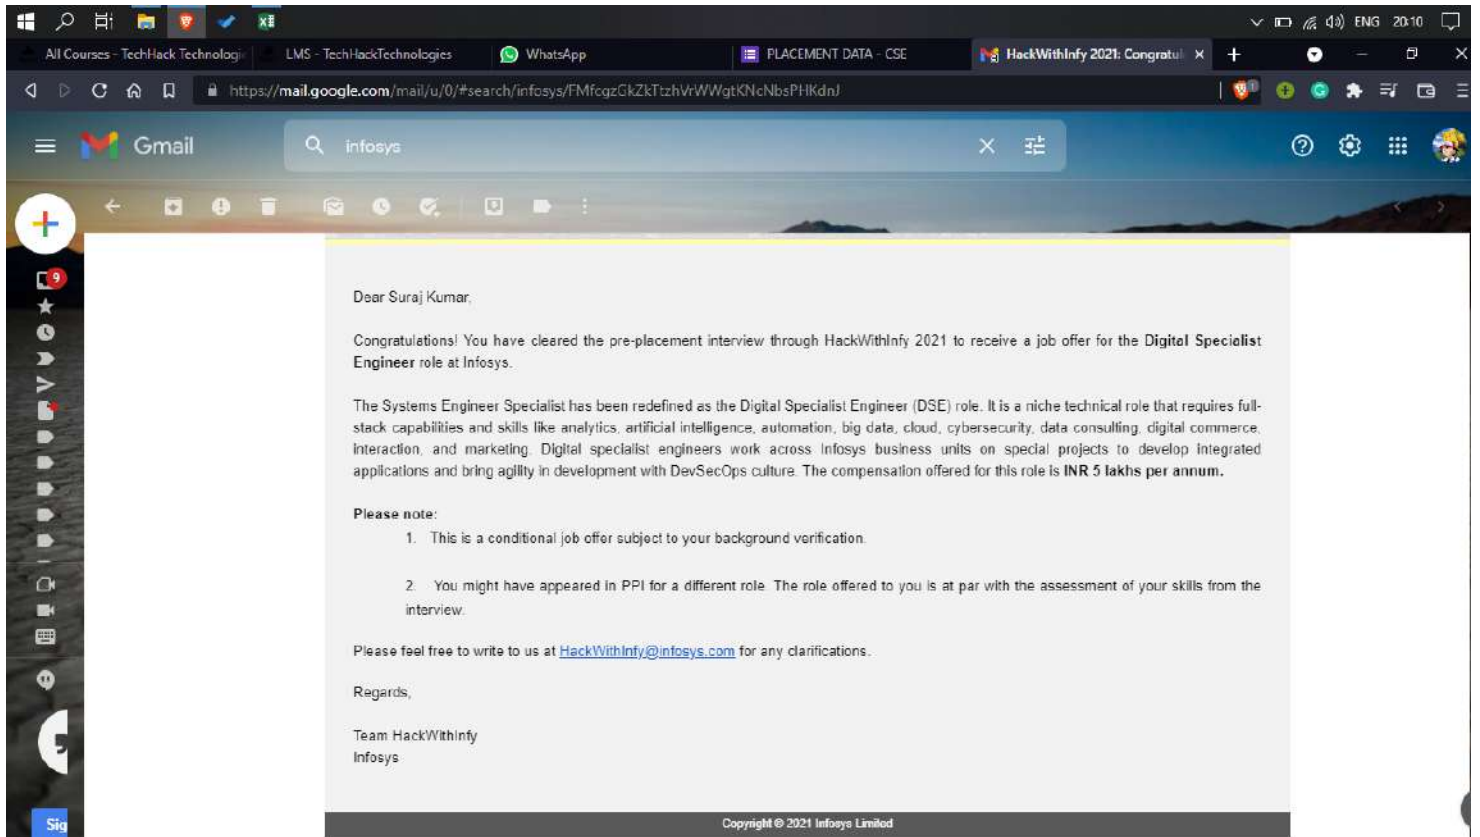 ENG 20:10
All Courses - TechHack Technologi
LMS - TechHackTechnologies
WhatsApp
PLACEMENT DATA - CSE
HackWithInfy 2021: Congratul
https://mail.google.com/mail/u/0/#search/infosys/FMfcgzGkZkTtzhVrWWgtKNcNbsPHKdnJ
Gmail
infosys
9
Dear Suraj Kumar,
Congratulations! You have cleared the pre-placement interview through HackWithInfy 2021 to receive a job offer for the Digital Specialist
Engineer role at Infosys.
The Systems Engineer Specialist has been redefined as the Digital Specialist Engineer (DSE) role. It is a niche technical role that requires full-
stack capabilities and skills like analytics, artificial intelligence, automation, big data, cloud, cybersecurity, data consulting, digital commerce,
interaction, and marketing. Digital specialist engineers work across Infosys business units on special projects to develop integrated
applications and bring agility in development with DevSecOps culture. The compensation offered for this role is INR 5 lakhs per annum.
Please note:
1. This is a conditional job offer subject to your background verification.
2. You might have appeared in PPI for a different role. The role offered to you is at par with the assessment of your skills from the
interview.
Please feel free to write to us at HackWithInfy@infosys.com for any clarifications.
Regards,
Team HackWithInfy
Infosys
Sig
Copyright © 2021 Infosys Limited